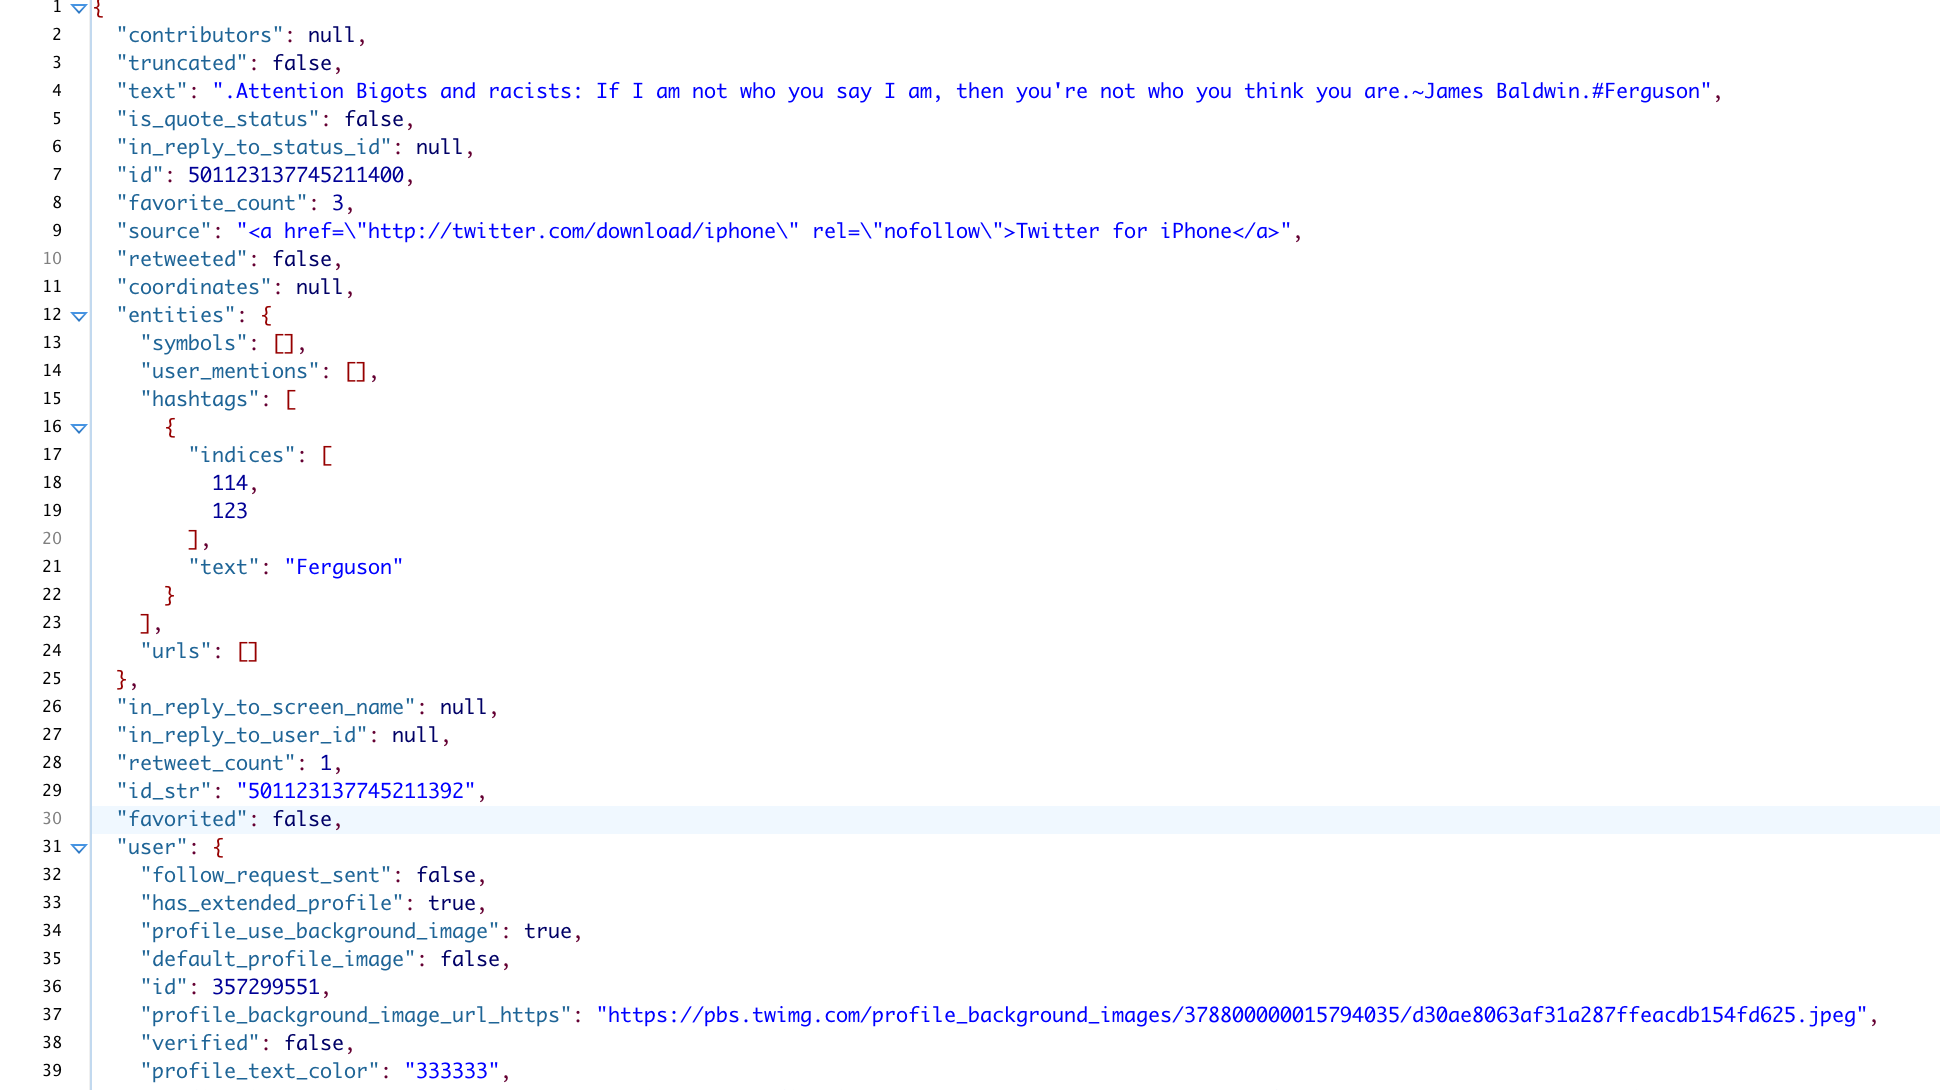 1 {
2 "contributors": null,
3 "truncated": false,
4 "text": ".Attention Bigots and racists: If I am not who you say I am, then you're not who you think you are.~James Baldwin.#Ferguson",
5 "is_quote_status": false,
6 "in_reply_to_status_id": null,
7 "id": 501123137745211400,
8 "favorite_count": 3,
9 "source": "<a href=\"http://twitter.com/download/iphone\" rel=\"nofollow\">Twitter for iPhone</a>",
10 "retweeted": false,
11 "coordinates": null,
12 "entities": {
13 "symbols": [],
14 "user_mentions": [],
15 "hashtags": [
16 {
17 "indices": [
18 114,
19 123
20 ],
21 "text": "Ferguson"
22 }
23 ],
24 "urls": []
25 },
26 "in_reply_to_screen_name": null,
27 "in_reply_to_user_id": null,
28 "retweet_count": 1,
29 "id_str": "501123137745211392",
30 "favorited": false,
31 "user": {
32 "follow_request_sent": false,
33 "has_extended_profile": true,
34 "profile_use_background_image": true,
35 "default_profile_image": false,
36 "id": 357299551,
37 "profile_background_image_url_https": "https://pbs.twimg.com/profile_background_images/378800000015794035/d30ae8063af31a287ffeacdb154fd625.jpeg",
38 "verified": false,
39 "profile_text_color": "333333",